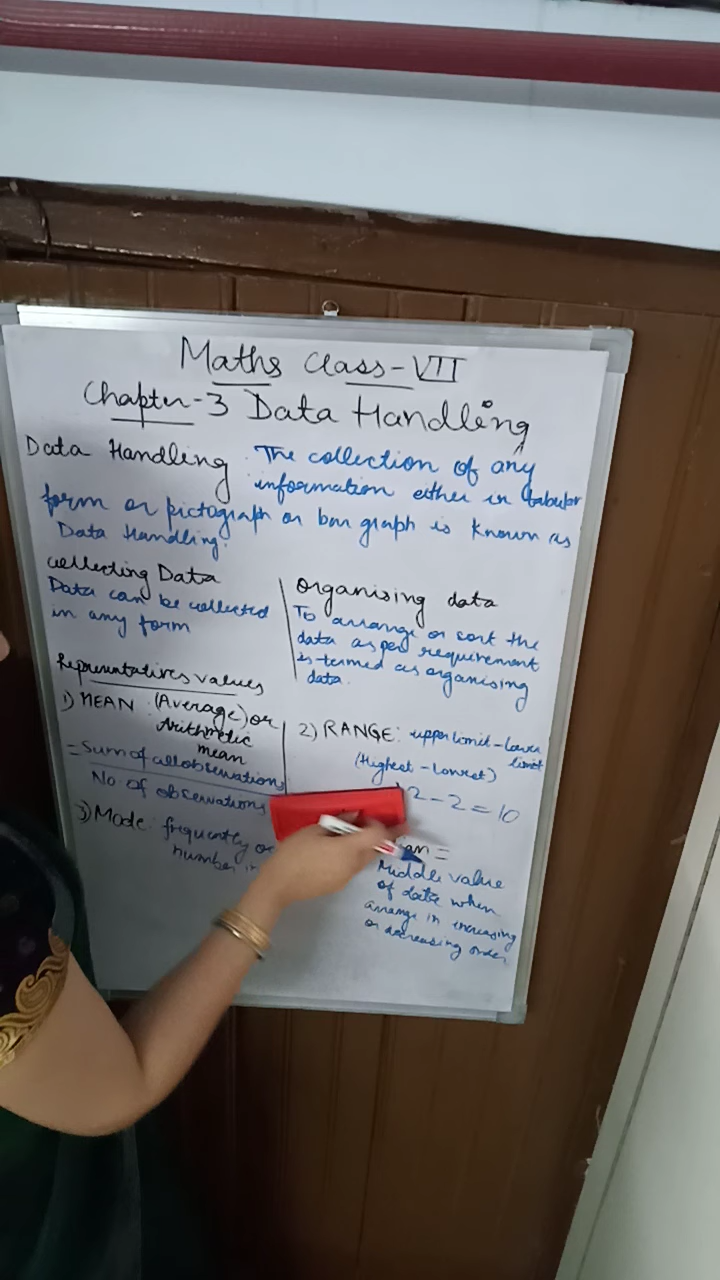 Maths Class-VII
Chapter-3 Data Handling
Data Handling. The collection of any
information either in tabular
form or pictograph or bar graph is known as
Data Handling.
collecting Data
Data can be collected
in any form
organising data
To arrange or sort the
data as per requirement
is termed as organising
data.
Representatives values
1) MEAN (Average) or
Arithmetic
mean
= Sum of all observations
No. of observations
2) RANGE: upper limit - Lower
limit
(Highest - Lowest)
2 - 2 = 10
3) Mode: frequently
number in
=
Middle value
of data when
arrange in increasing
or decreasing order